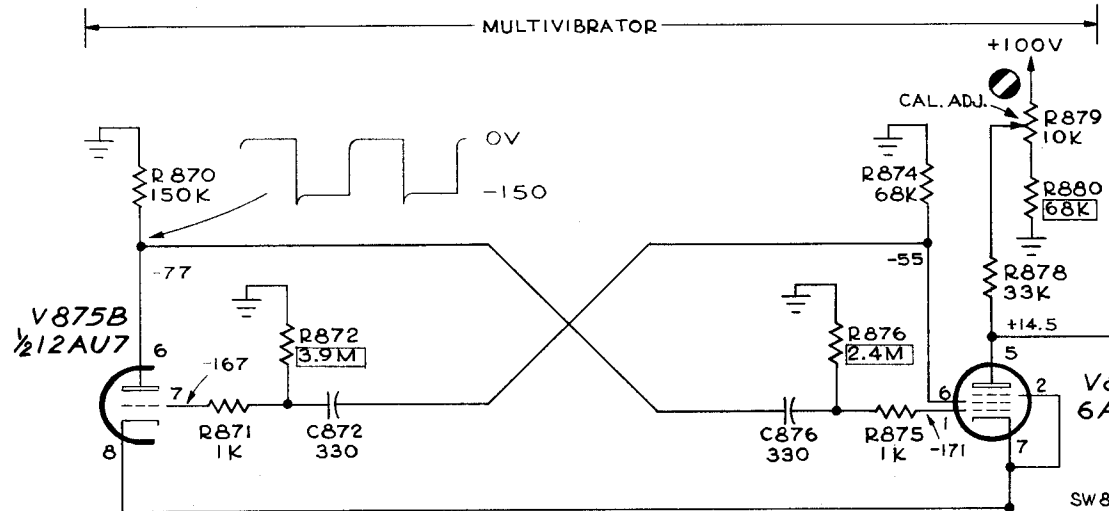 MULTIVIBRATOR
+100V
CAL. ADJ.
R879
10K
R870
150K
0V
-150
R874
68K
R880
68K
-77
-55
R878
33K
V875B
½12AU7
6
R872
3.9M
R876
2.4M
+14.5
5
-167
7
6
2
V
6A
1
8
R871
1K
C872
330
C876
330
R875
1K
-171
7
SW8